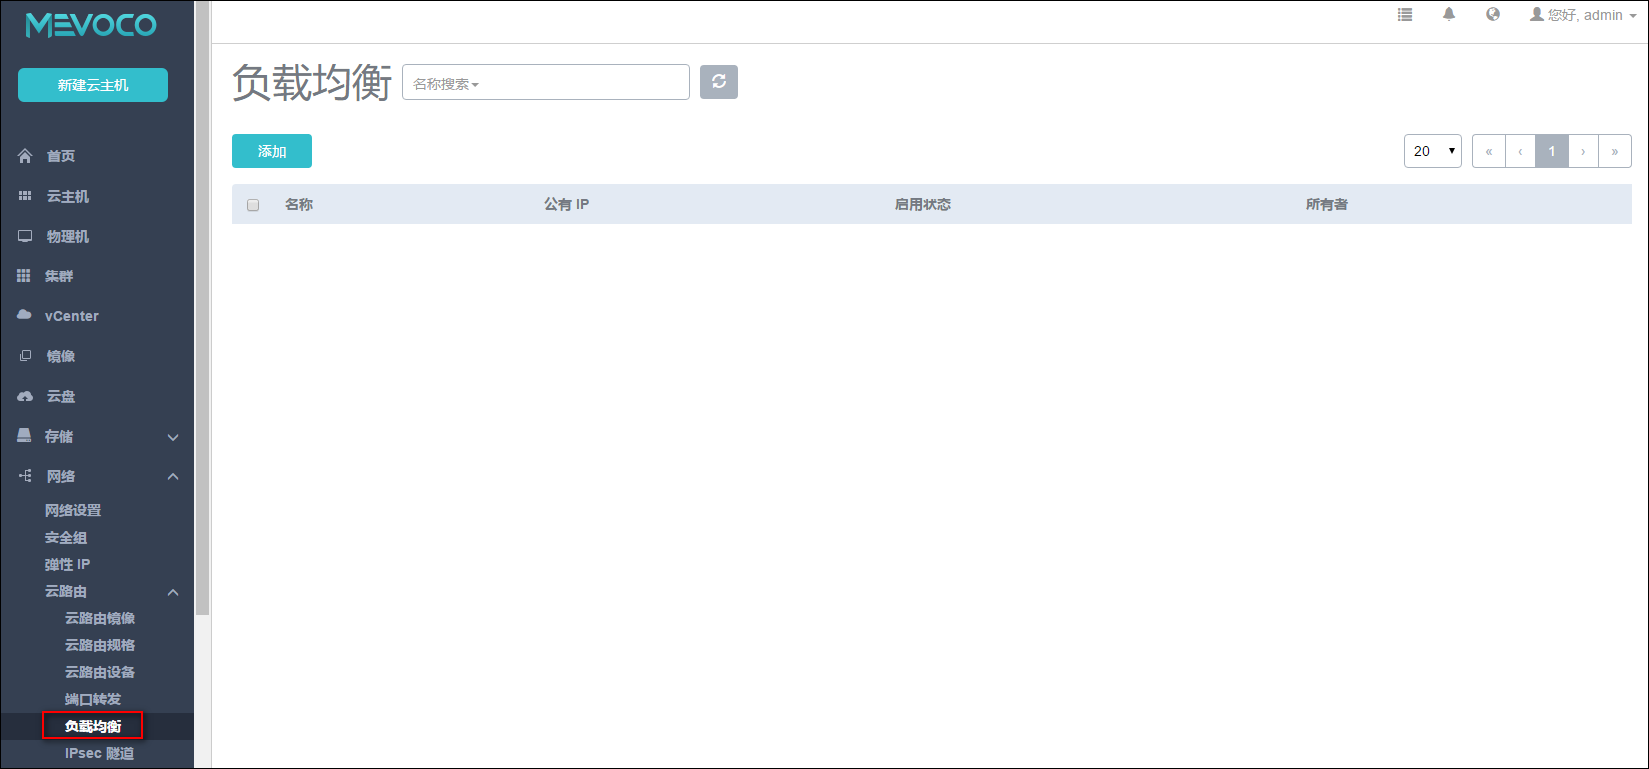 MEVOCO
新建云主机
首页
云主机
物理机
集群
vCenter
镜像
云盘
存储
网络
网络设置
安全组
弹性 IP
云路由
云路由镜像
云路由规格
云路由设备
端口转发
负载均衡
IPsec 隧道
您好, admin
负载均衡
名称搜索
添加
20
« ‹ 1 › »
名称 公有 IP 启用状态 所有者